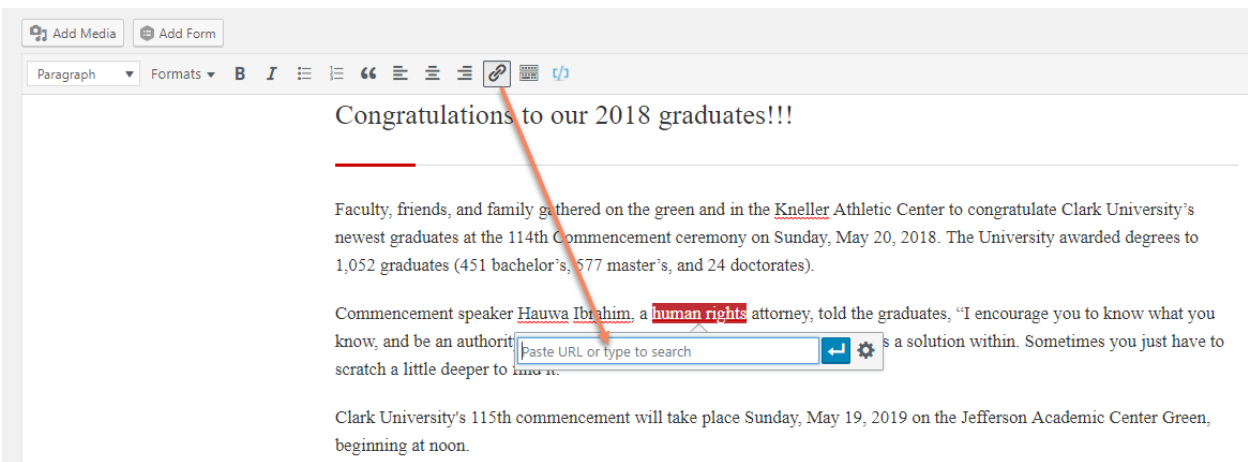 Add Media Add Form
Paragraph Formats B I
Congratulations to our 2018 graduates!!!
Faculty, friends, and family gathered on the green and in the Kneller Athletic Center to congratulate Clark University’s
newest graduates at the 114th Commencement ceremony on Sunday, May 20, 2018. The University awarded degrees to
1,052 graduates (451 bachelor’s, 577 master’s, and 24 doctorates).
Commencement speaker Hauwa Ibrahim, a human rights attorney, told the graduates, “I encourage you to know what you
know, and be an authorit s a solution within. Sometimes you just have to
Paste URL or type to search
scratch a little deeper to find it.
Clark University's 115th commencement will take place Sunday, May 19, 2019 on the Jefferson Academic Center Green,
beginning at noon.